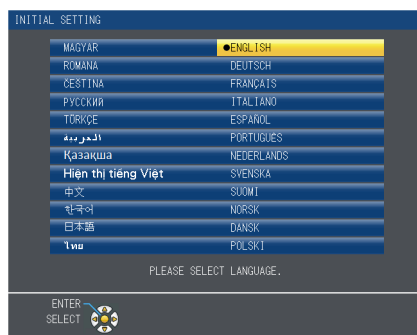 INITIAL SETTING
MAGYAR ●ENGLISH
ROMÂNA DEUTSCH
ČEŠTINA FRANÇAIS
РУССКИЙ ITALIANO
TÜRKÇE ESPAÑOL
العربية PORTUGUÊS
Қазақша NEDERLANDS
Hiện thị tiếng Việt SVENSKA
中文 SUOMI
한국어 NORSK
日本語 DANSK
ไทย POLSKI
PLEASE SELECT LANGUAGE.
ENTER
SELECT